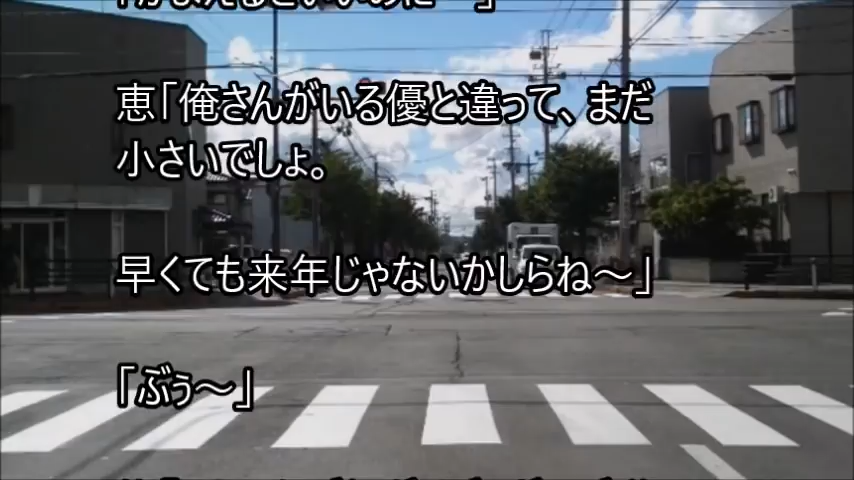 恵「俺さんがいる優と違って、まだ
小さいでしょ。
早くても来年じゃないかしらね～」
「ぶぅ～」